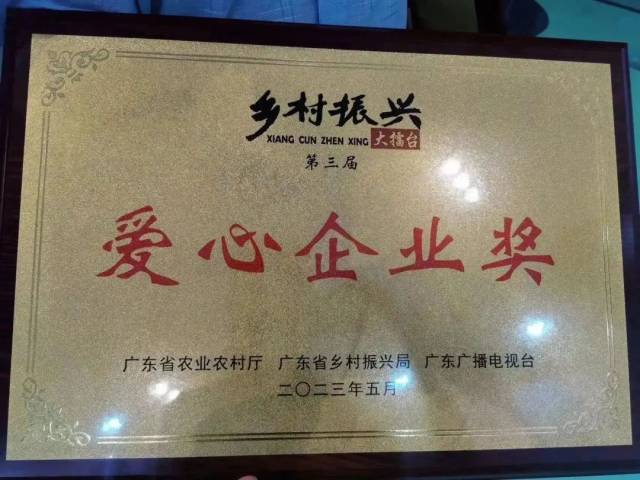 乡村振兴
XIANG CUN ZHEN XING 大擂台
第三届
爱心企业奖
广东省农业农村厅 广东省乡村振兴局 广东广播电视台
二〇二三年五月